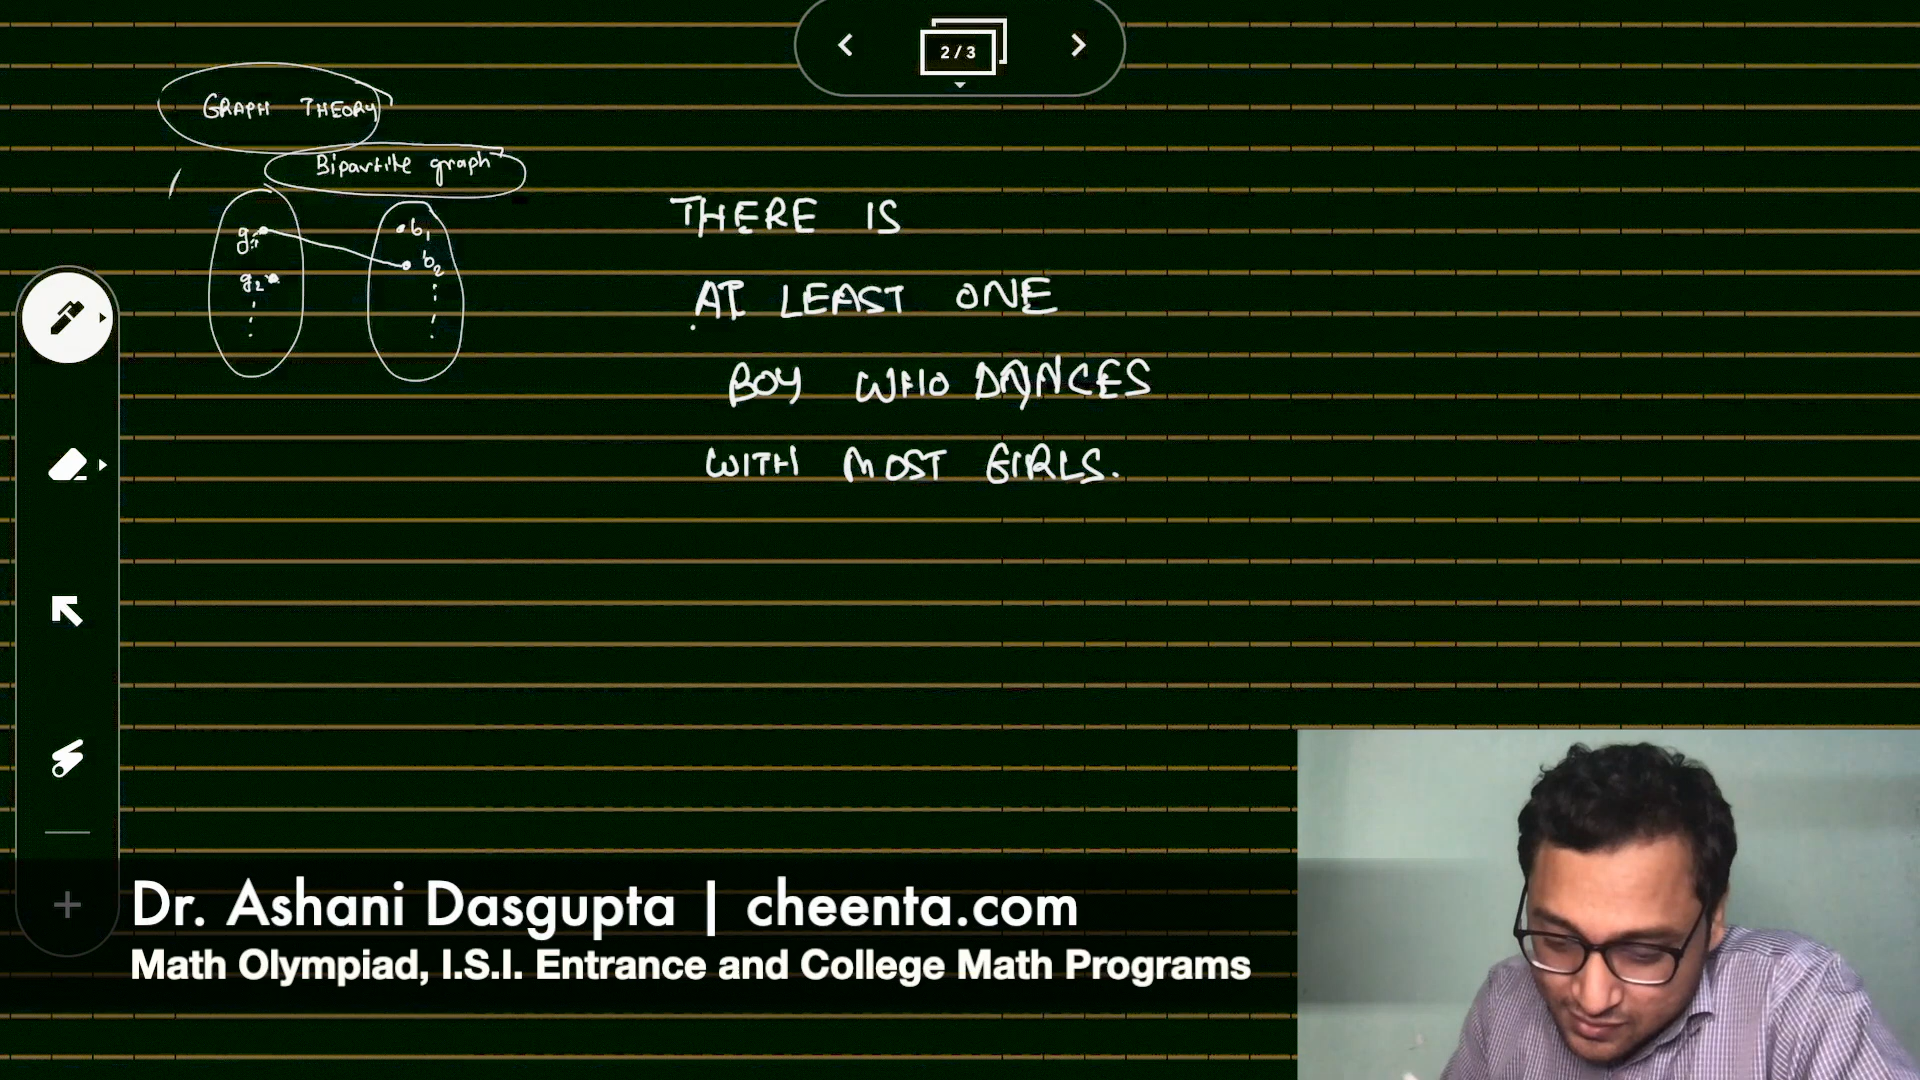 2/3
GRAPH THEORY
Bipartite graph
g1 b1
g2 b2
THERE IS
AT LEAST ONE
BOY WHO DANCES
WITH MOST GIRLS.
Dr. Ashani Dasgupta | cheenta.com
Math Olympiad, I.S.I. Entrance and College Math Programs